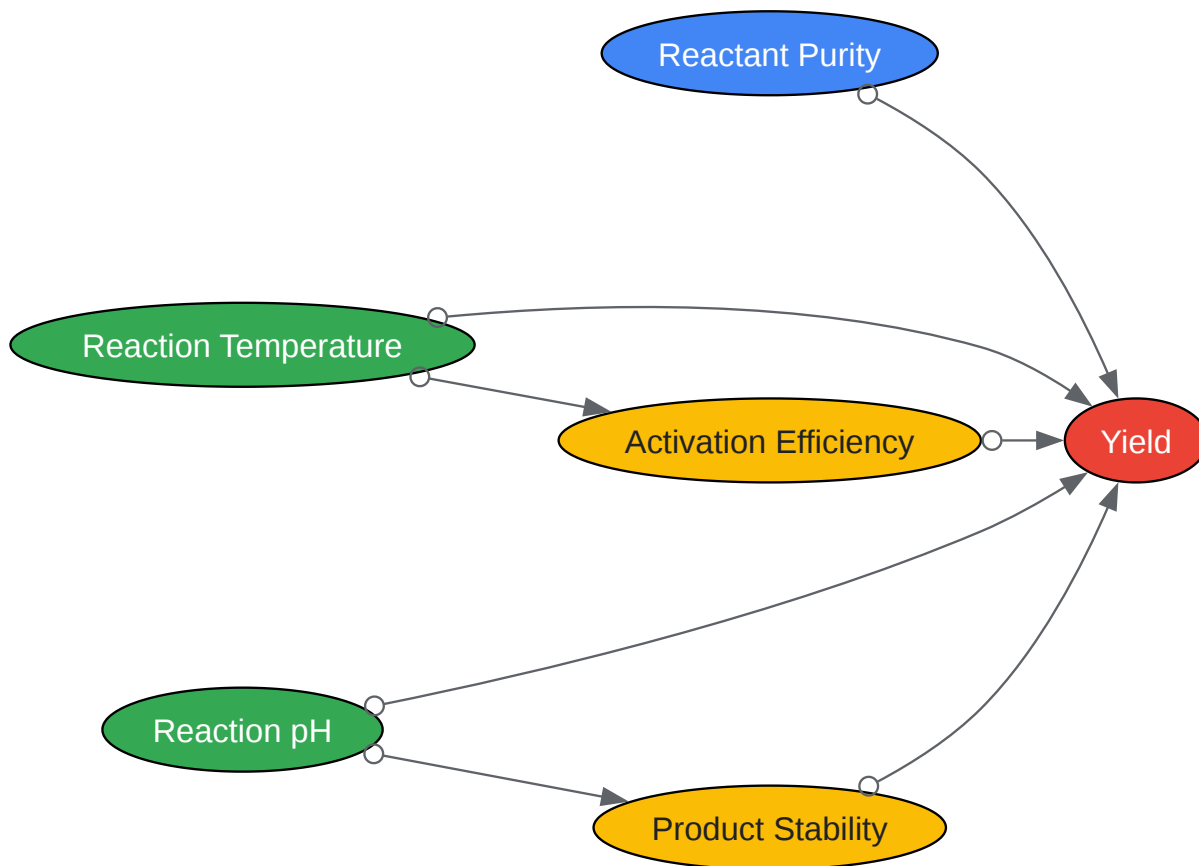 Reactant Purity
Reaction Temperature
Activation Efficiency
Yield
Reaction pH
Product Stability